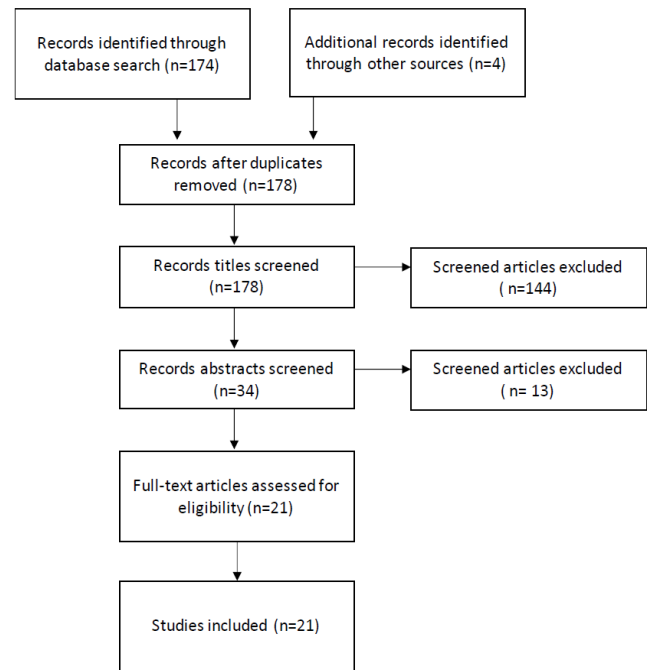 Records identified through
database search (n=174)
Additional records identified
through other sources (n=4)
Records after duplicates
removed (n=178)
Records titles screened
(n=178)
Screened articles excluded
( n=144)
Records abstracts screened
(n=34)
Screened articles excluded
( n= 13)
Full-text articles assessed for
eligibility (n=21)
Studies included (n=21)